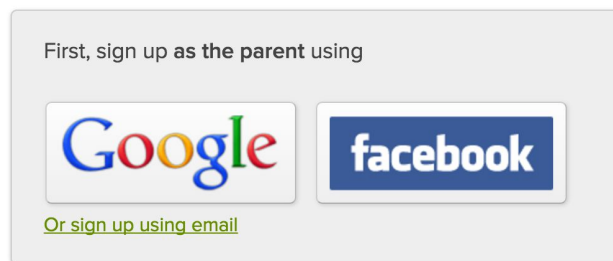 First, sign up as the parent using
Google facebook
Or sign up using email